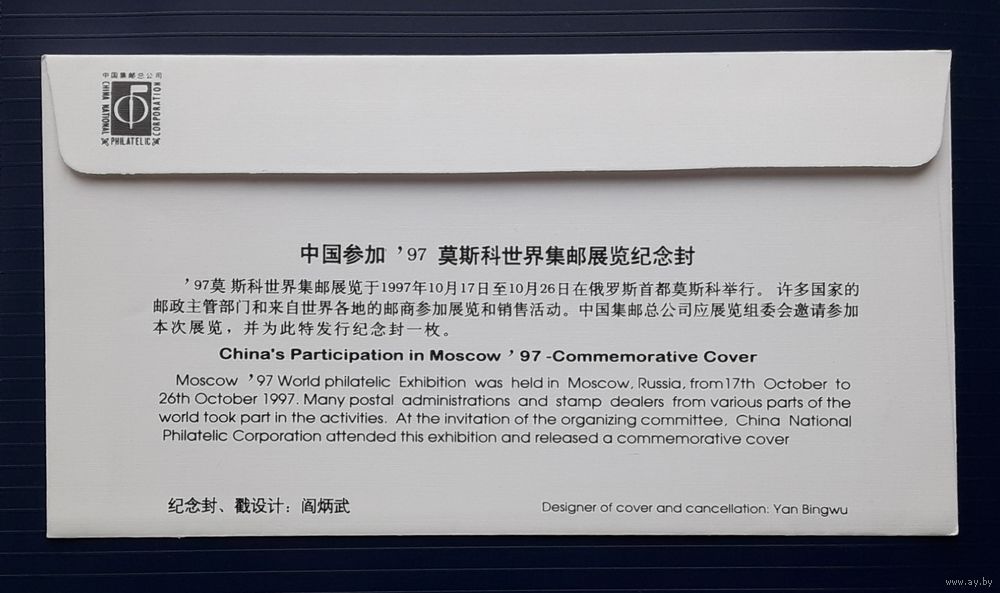 中国集邮总公司
CHINA NATIONAL
PHILATELIC
CORPORATION
中国参加 '97 莫斯科世界集邮展览纪念封
'97莫斯科世界集邮展览于1997年10月17日至10月26日在俄罗斯首都莫斯科举行。许多国家的
邮政主管部门和来自世界各地的邮商参加展览和销售活动。中国集邮总公司应展览组委会邀请参加
本次展览，并为此特发行纪念封一枚。
China's Participation in Moscow '97 -Commemorative Cover
Moscow '97 World philatelic Exhibition was held in Moscow, Russia, from17th October to
26th October 1997. Many postal administrations and stamp dealers from various parts of the
world took part in the activities. At the invitation of the organizing committee, China National
Philatelic Corporation attended this exhibition and released a commemorative cover
纪念封、戳设计：阎炳武
Designer of cover and cancellation: Yan Bingwu
www.ay.by